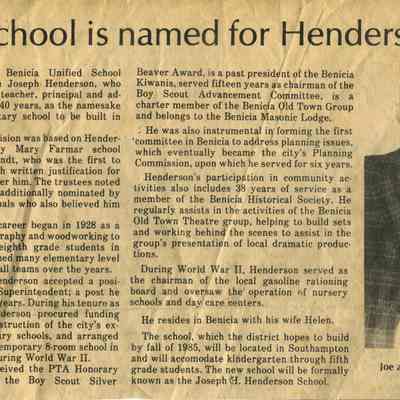 chool is named for Henders
Benicia Unified School
Joseph Henderson, who
teacher, principal and ad-
40 years, as the namesake
tary school to be built in
ision was based on Hender-
y Mary Farmar school
ndt, who was the first to
h written justification for
er him. The trustees noted
additionally nominated by
uals who also believed him
career began in 1928 as a
raphy and woodworking to
eighth grade students in
hed many elementary level
all teams over the years.
enderson accepted a posi-
Superintendent; a post he
years. During his tenure as
nderson procured funding
struction of the city's ex-
ry schools, and arranged
temporary 8-room school in
uring World War II.
ceived the PTA Honorary
the Boy Scout Silver
Beaver Award, is a past president of the Benicia
Kiwanis, served fifteen years as chairman of the
Boy Scout Advancement Committee, is a
charter member of the Benicia Old Town Group
and belongs to the Benicia Masonic Lodge.
He was also instrumental in forming the first
committee in Benicia to address planning issues,
which eventually became the city's Planning
Commission, upon which he served for six years.
Henderson's participation in community ac-
tivities also includes 38 years of service as a
member of the Benicia Historical Society. He
regularly assists in the activities of the Benicia
Old Town Theatre group, helping to build sets
and working behind the scenes to assist in the
group's presentation of local dramatic produc-
tions.
During World War II, Henderson served as
the chairman of the local gasoline rationing
board and oversaw the operation of nursery
schools and day care centers.
He resides in Benicia with his wife Helen.
The school, which the district hopes to build
by fall of 1985, will be located in Southampton
and will accomodate kindergarten through fifth
grade students. The new school will be formally
known as the Joseph H. Henderson School.
Joe